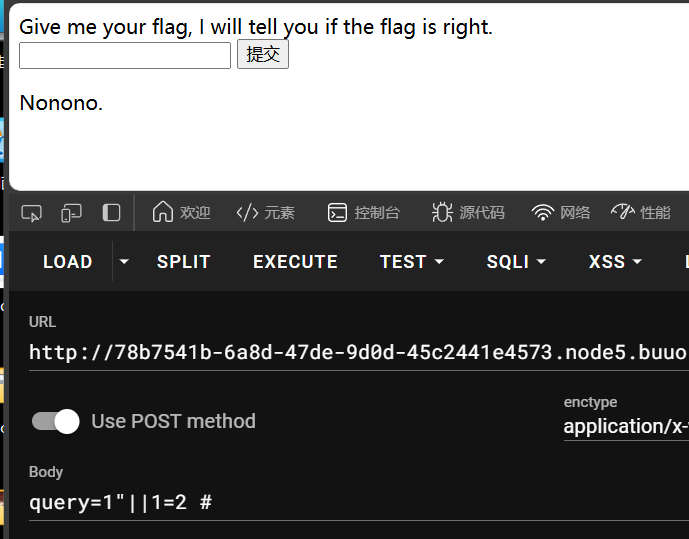 Give me your flag, I will tell you if the flag is right.
提交
Nonono.
欢迎 元素 控制台 源代码 网络 性能
LOAD SPLIT EXECUTE TEST SQLI XSS
URL
http://78b7541b-6a8d-47de-9d0d-45c2441e4573.node5.buuo
Use POST method
enctype
application/x-
Body
query=1"||1=2 #